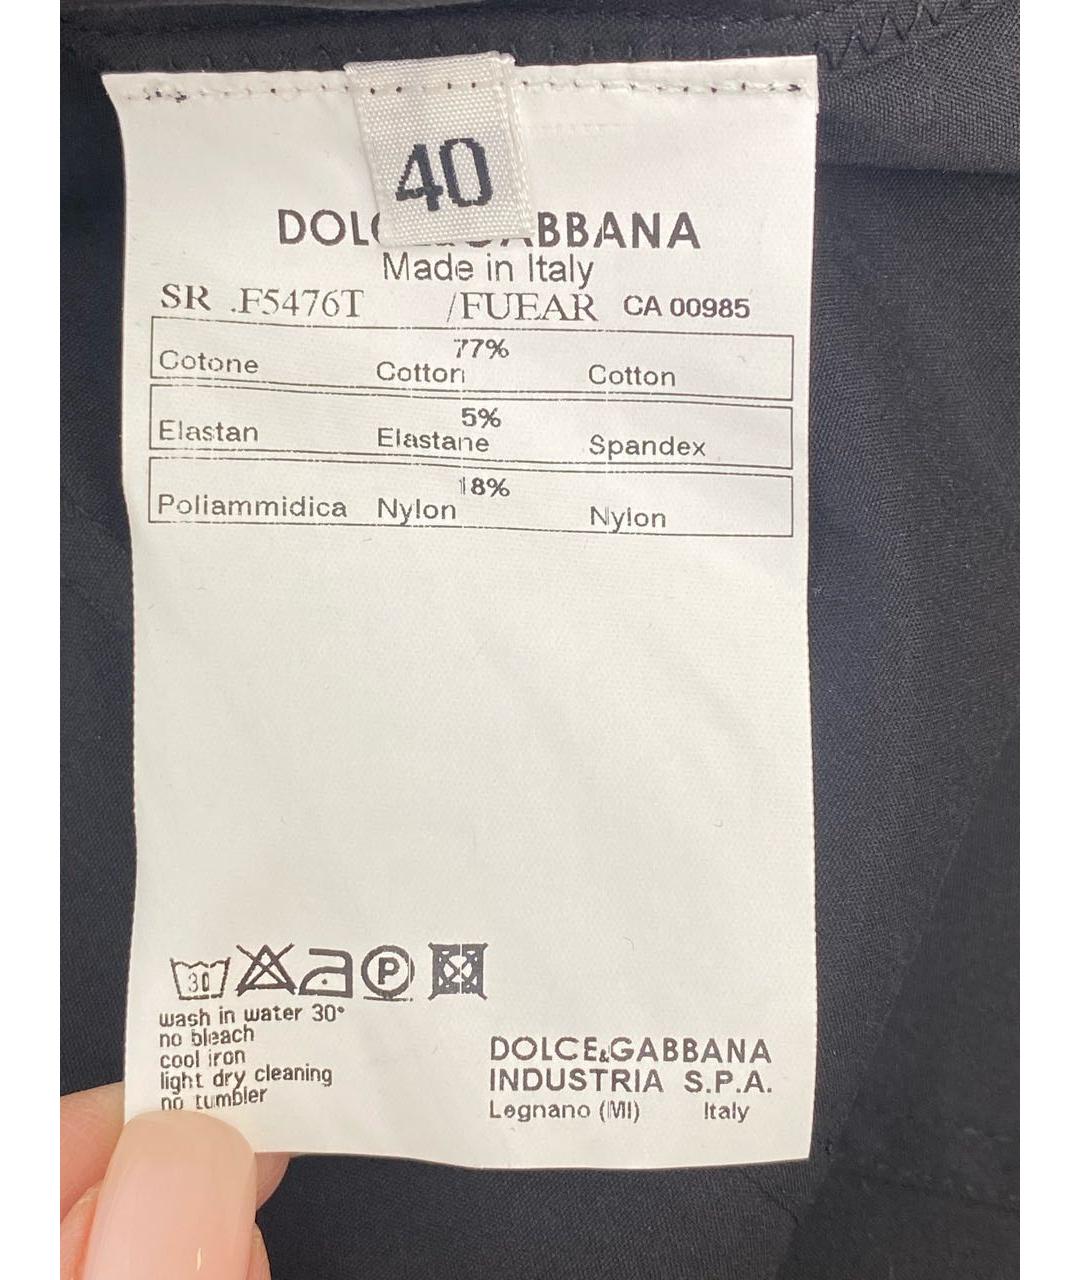 40
DOLCE&GABBANA
Made in Italy
SR .F5476T /FUEAR CA 00985
77%
Cotone Cotton Cotton
5%
Elastan Elastane Spandex
18%
Poliammidica Nylon Nylon
30 P
wash in water 30°
no bleach
cool iron
light dry cleaning
no tumbler
DOLCE&GABBANA
INDUSTRIA S.P.A.
Legnano (MI) Italy